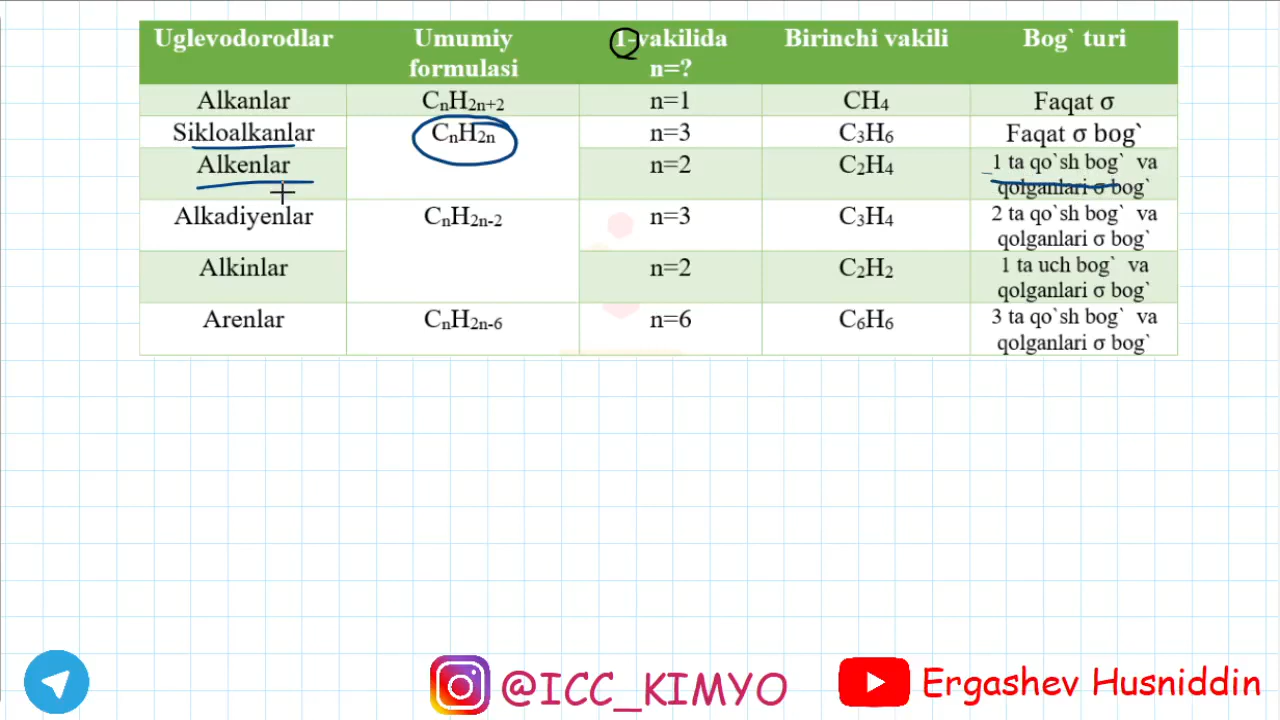 Uglevodorodlar Umumiy formulasi 1-vakilida n=? Birinchi vakili Bog` turi
Alkanlar CnH2n+2 n=1 CH4 Faqat σ
Sikloalkanlar CnH2n n=3 C3H6 Faqat σ bog`
Alkenlar n=2 C2H4 1 ta qo`sh bog` va
qolganlari σ bog`
Alkadiyenlar CnH2n-2 n=3 C3H4 2 ta qo`sh bog` va
qolganlari σ bog`
Alkinlar n=2 C2H2 1 ta uch bog` va
qolganlari σ bog`
Arenlar CnH2n-6 n=6 C6H6 3 ta qo`sh bog` va
qolganlari σ bog`
@ICC_KIMYO Ergashev Husniddin